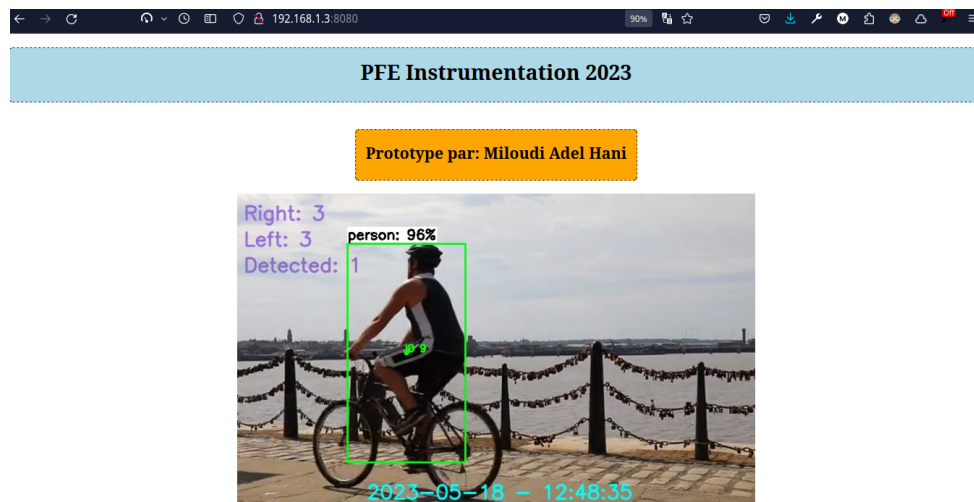 192.168.1.3:8080
90%
Off
PFE Instrumentation 2023
Prototype par: Miloudi Adel Hani
Right: 3
Left: 3
Detected: 1
person: 96%
2023-05-18 - 12:48:35